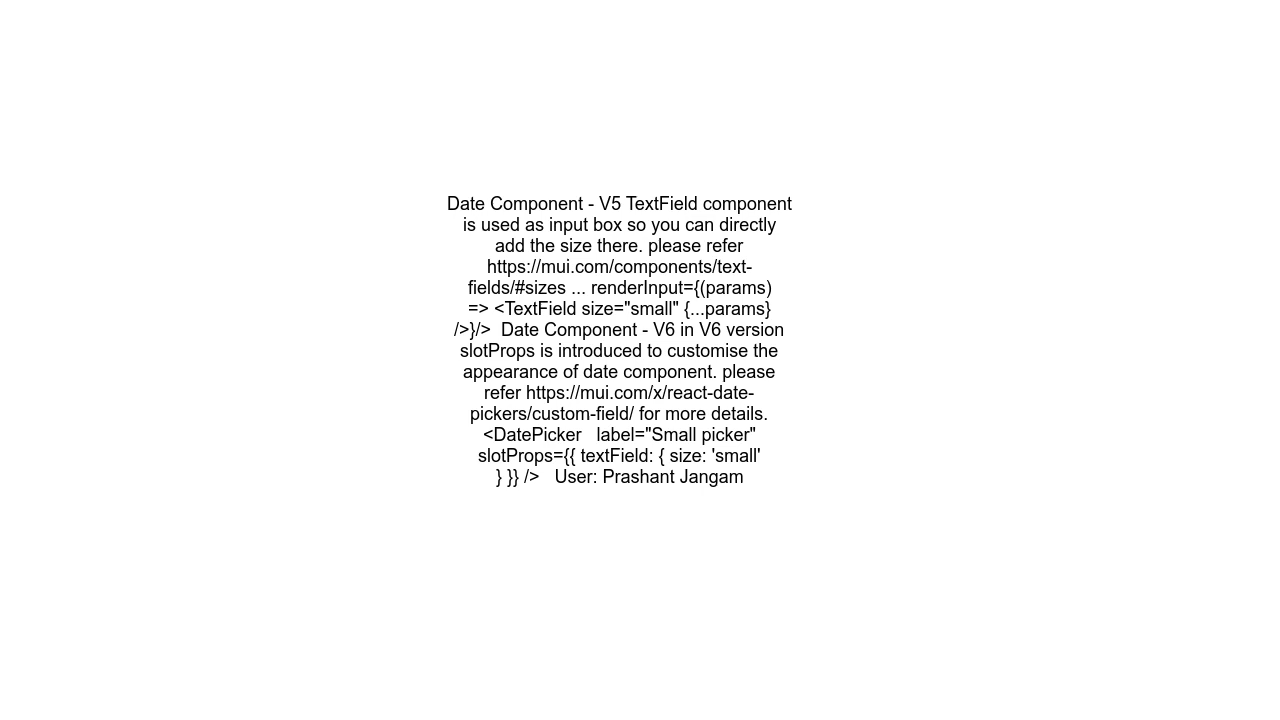 Date Component - V5 TextField component
is used as input box so you can directly
add the size there. please refer
https://mui.com/components/text-
fields/#sizes ... renderInput={(params)
=> <TextField size="small" {...params}
/>}/>  Date Component - V6 in V6 version
slotProps is introduced to customise the
appearance of date component. please
refer https://mui.com/x/react-date-
pickers/custom-field/ for more details.
<DatePicker   label="Small picker"
slotProps={{ textField: { size: 'small'
} }} />   User: Prashant Jangam